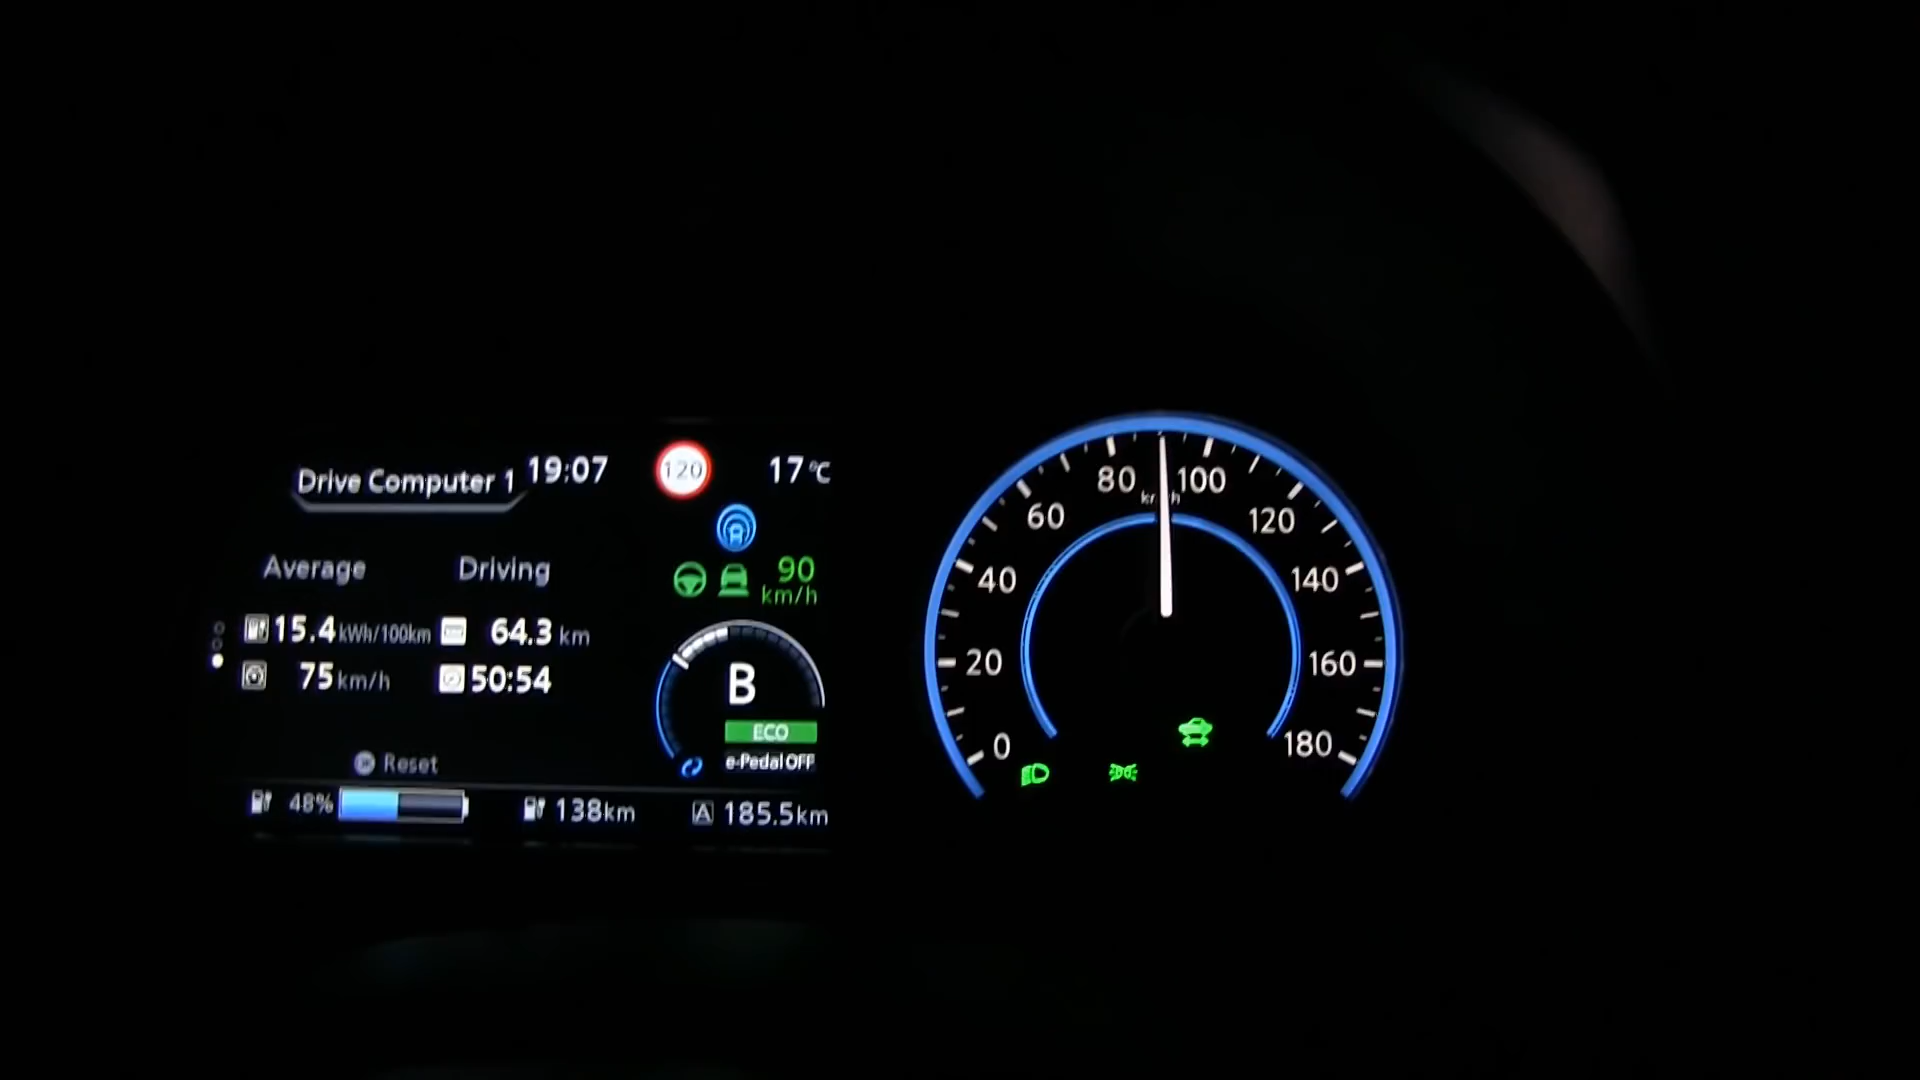 Drive Computer 1 19:07 120 17°C
Average Driving
90
km/h
15.4 kWh/100km 64.3 km
75 km/h 50:54
B
ECO
e-Pedal OFF
Reset
48% 138km A 185.5km
0
20
40
60
80
km/h
100
120
140
160
180